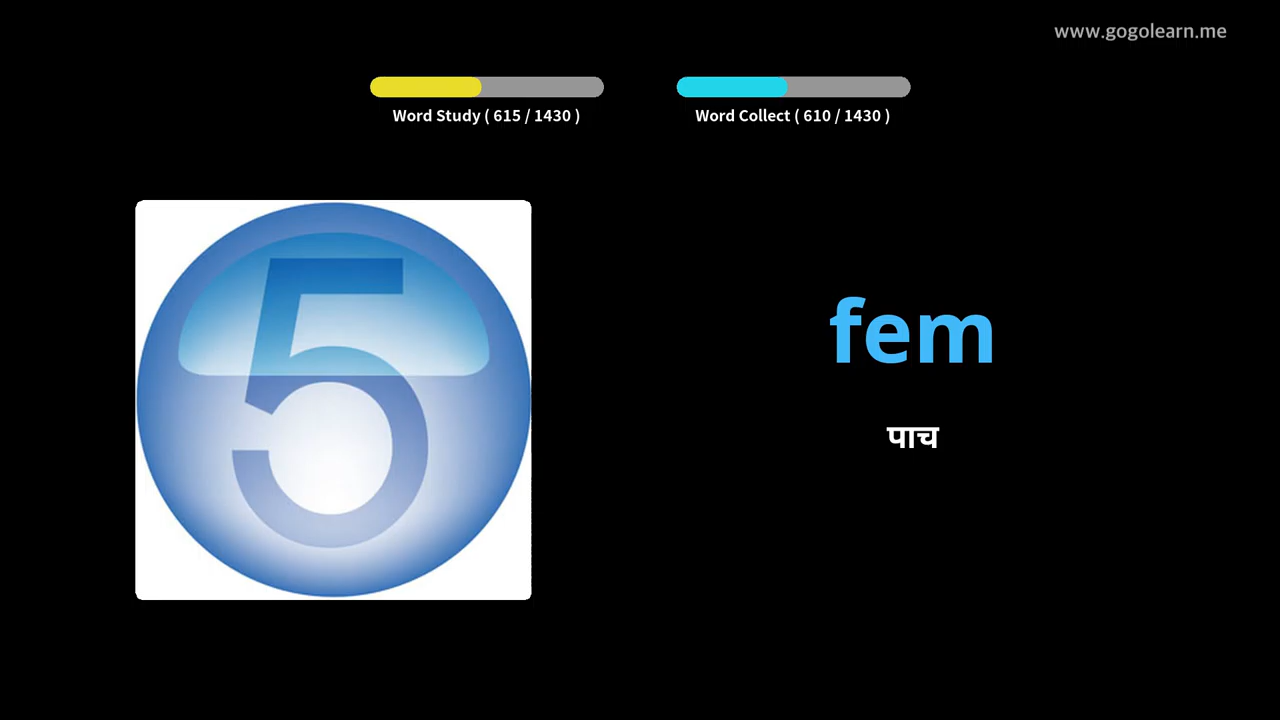 www.gogolearn.me
Word Study ( 615 / 1430 )
Word Collect ( 610 / 1430 )
5
fem
पाच